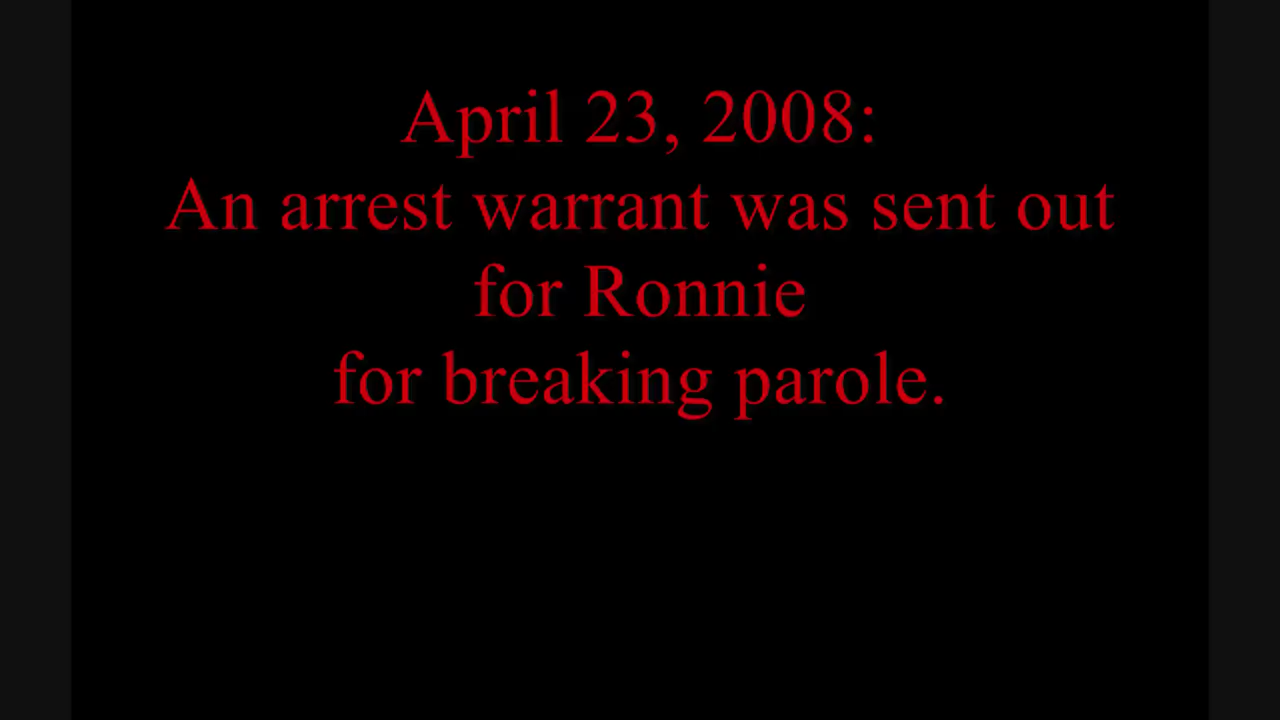 April 23, 2008:
An arrest warrant was sent out
for Ronnie
for breaking parole.